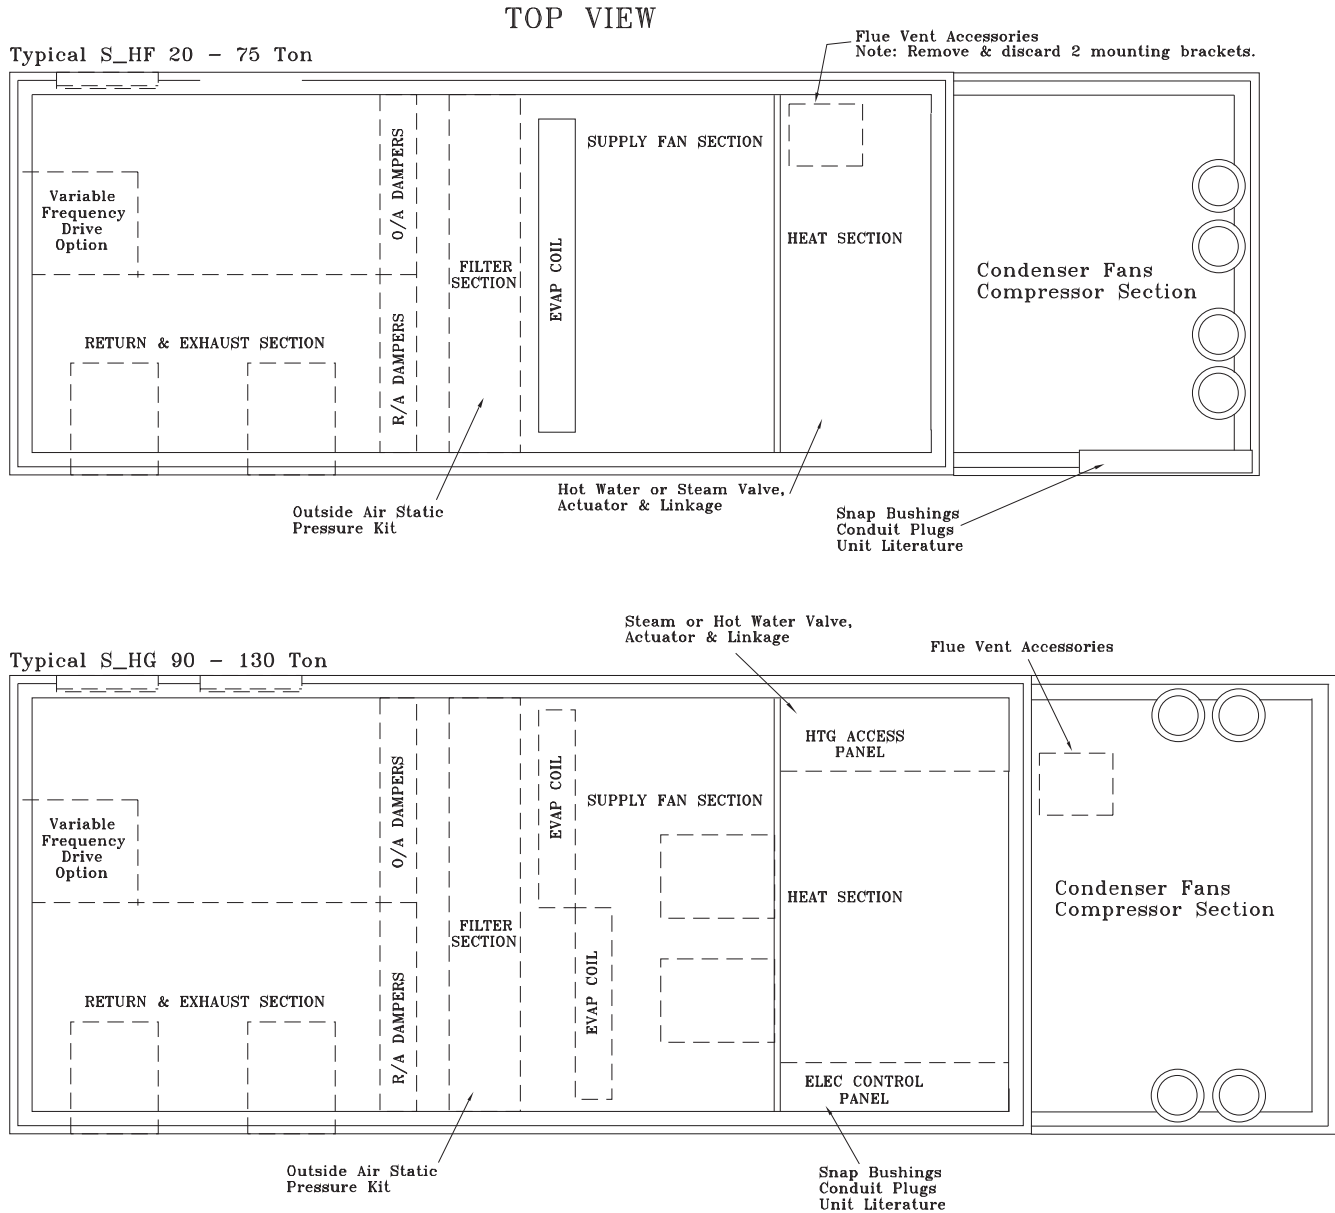 TOP VIEW
Typical S_HF 20 – 75 Ton
Flue Vent Accessories
Note: Remove & discard 2 mounting brackets.
Variable
Frequency
Drive
Option
O/A DAMPERS
SUPPLY FAN SECTION
HEAT SECTION
FILTER
SECTION
EVAP COIL
Condenser Fans
Compressor Section
RETURN & EXHAUST SECTION
R/A DAMPERS
Hot Water or Steam Valve,
Actuator & Linkage
Outside Air Static
Pressure Kit
Snap Bushings
Conduit Plugs
Unit Literature
Steam or Hot Water Valve,
Actuator & Linkage
Flue Vent Accessories
Typical S_HG 90 – 130 Ton
HTG ACCESS
PANEL
Variable
Frequency
Drive
Option
O/A DAMPERS
EVAP COIL
SUPPLY FAN SECTION
HEAT SECTION
Condenser Fans
Compressor Section
FILTER
SECTION
EVAP COIL
RETURN & EXHAUST SECTION
R/A DAMPERS
ELEC CONTROL
PANEL
Outside Air Static
Pressure Kit
Snap Bushings
Conduit Plugs
Unit Literature